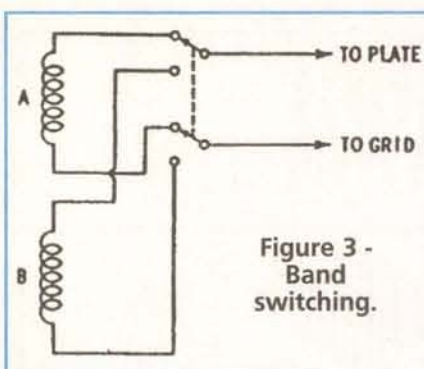 TO PLATE
A
TO GRID
B
Figure 3 -
Band
switching.